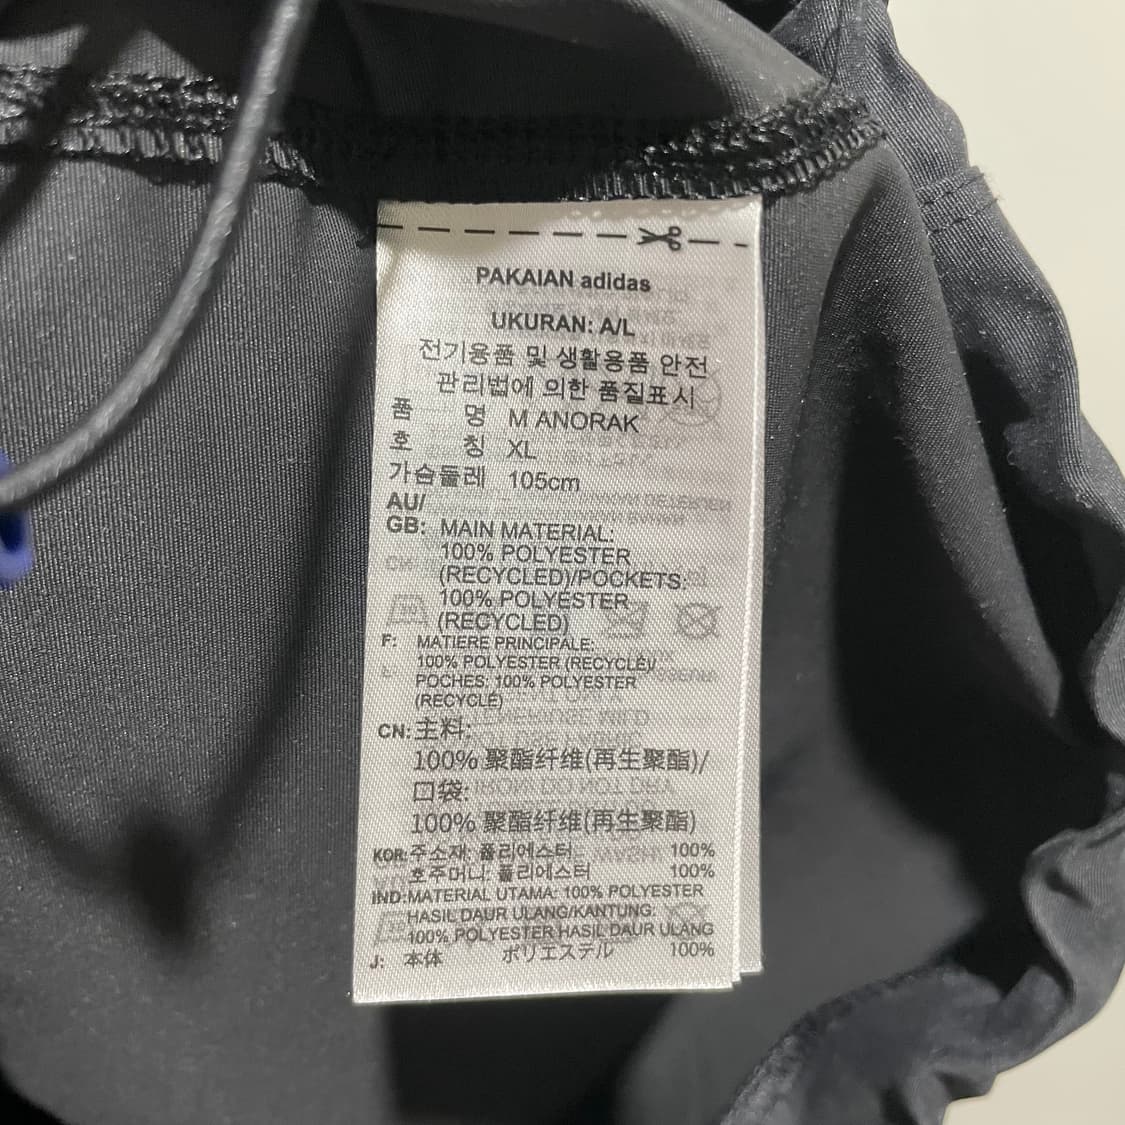 PAKAIAN adidas
UKURAN: A/L
전기용품 및 생활용품 안전
관리법에 의한 품질표시
품 명 M ANORAK
호 칭 XL
가슴둘레 105cm
AU/
GB: MAIN MATERIAL:
100% POLYESTER
(RECYCLED)/POCKETS:
100% POLYESTER
(RECYCLED)
F: MATIERE PRINCIPALE:
100% POLYESTER (RECYCLÉ)/
POCHES: 100% POLYESTER
(RECYCLÉ)
CN: 主料:
100% 聚酯纤维(再生聚酯)/
口袋:
100% 聚酯纤维(再生聚酯)
KOR: 주소재: 폴리에스터 100%
호주머니: 폴리에스터 100%
IND: MATERIAL UTAMA: 100% POLYESTER
HASIL DAUR ULANG/KANTUNG:
100% POLYESTER HASIL DAUR ULANG
J: 本体 ポリエステル 100%